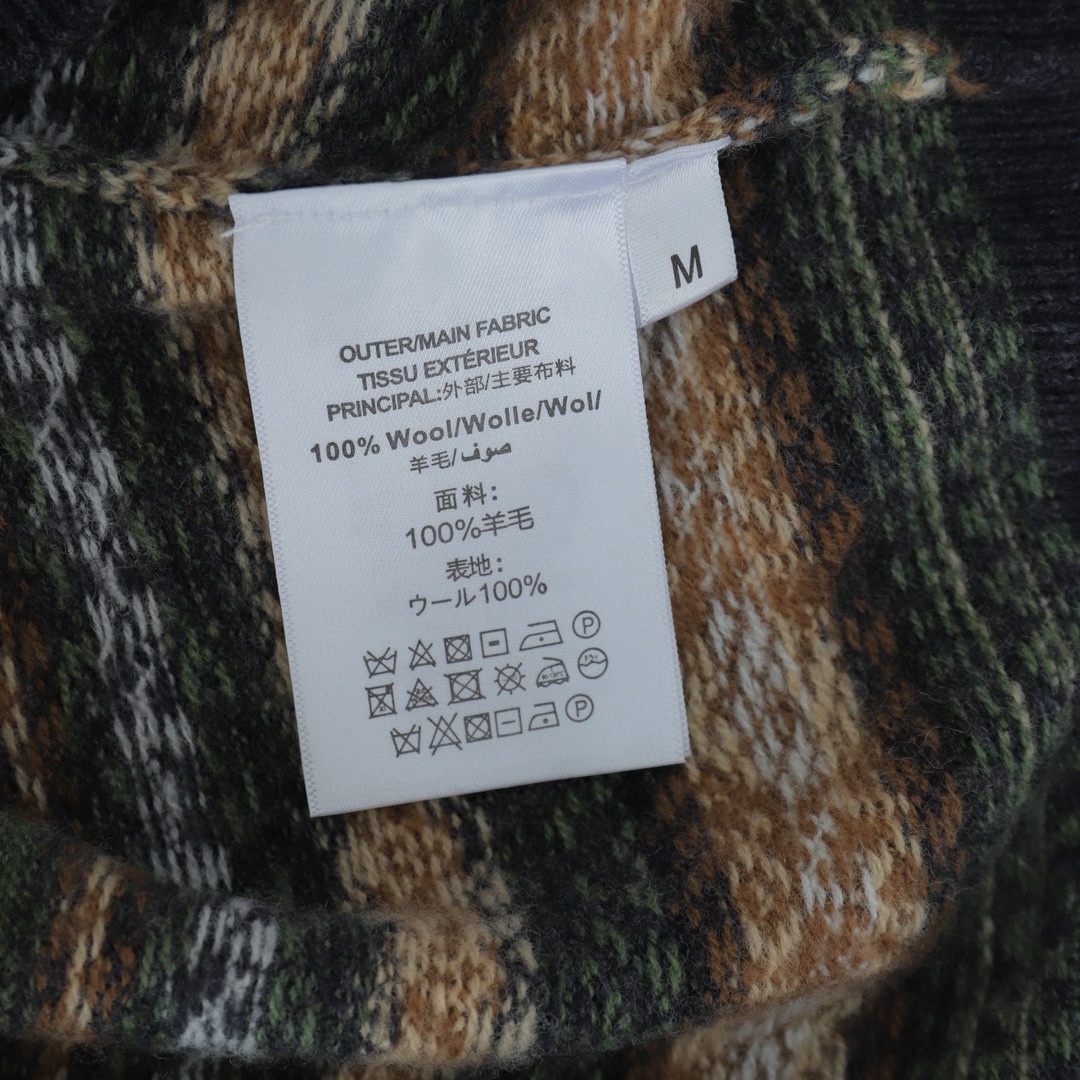 M
OUTER/MAIN FABRIC
TISSU EXTÉRIEUR
PRINCIPAL:外部/主要布料
100% Wool/Wolle/Wol/
羊毛/صوف
面料:
100%羊毛
表地:
ウール100%
P
P